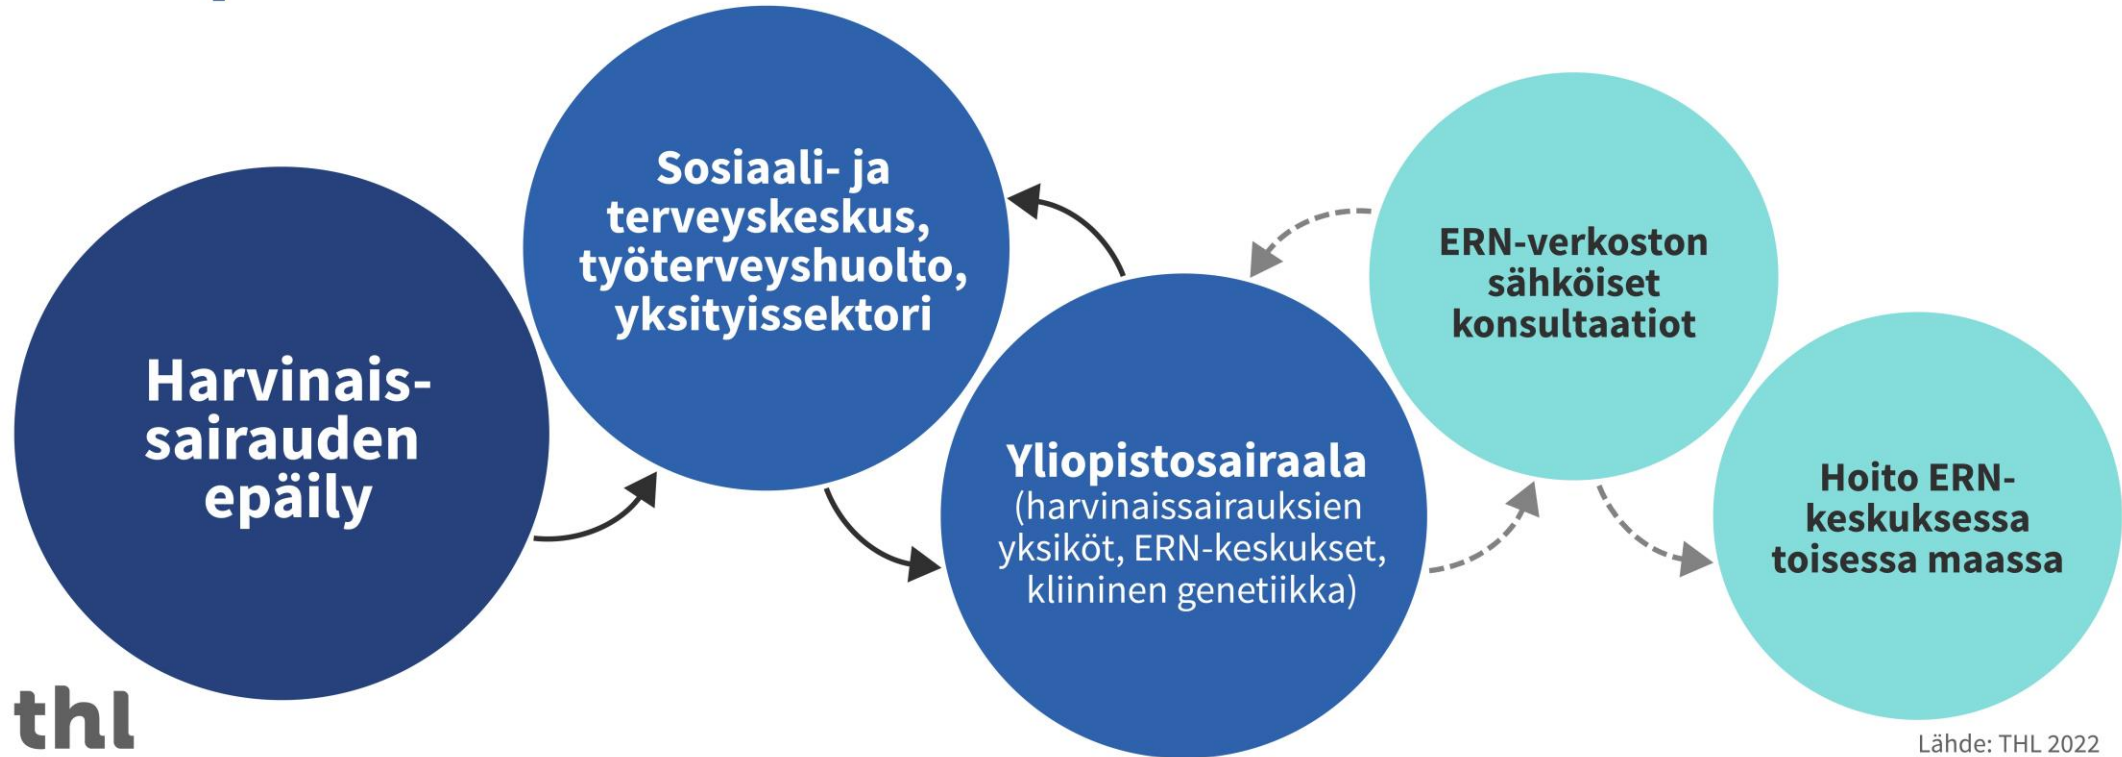 Harvinais-
sairauden
epäily
Sosiaali- ja
terveyskeskus,
työterveyshuolto,
yksityissektori
Yliopistosairaala
(harvinaissairauksien
yksiköt, ERN-keskukset,
kliininen genetiikka)
ERN-verkoston
sähköiset
konsultaatiot
Hoito ERN-
keskuksessa
toisessa maassa
thl
Lähde: THL 2022